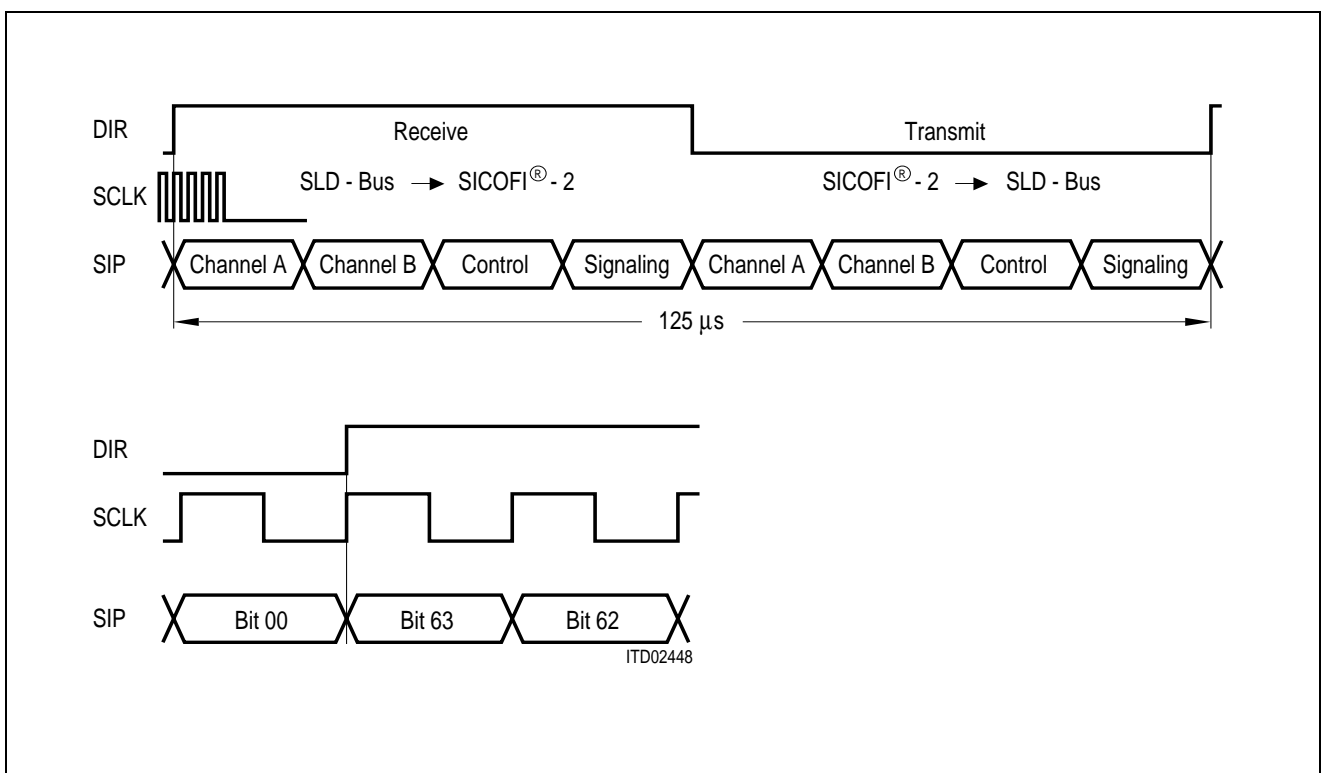 DIR Receive Transmit
SCLK SLD - Bus → SICOFI® - 2 SICOFI® - 2 → SLD - Bus
SIP Channel A Channel B Control Signaling Channel A Channel B Control Signaling
125 μs
DIR
SCLK
SIP Bit 00 Bit 63 Bit 62
ITD02448